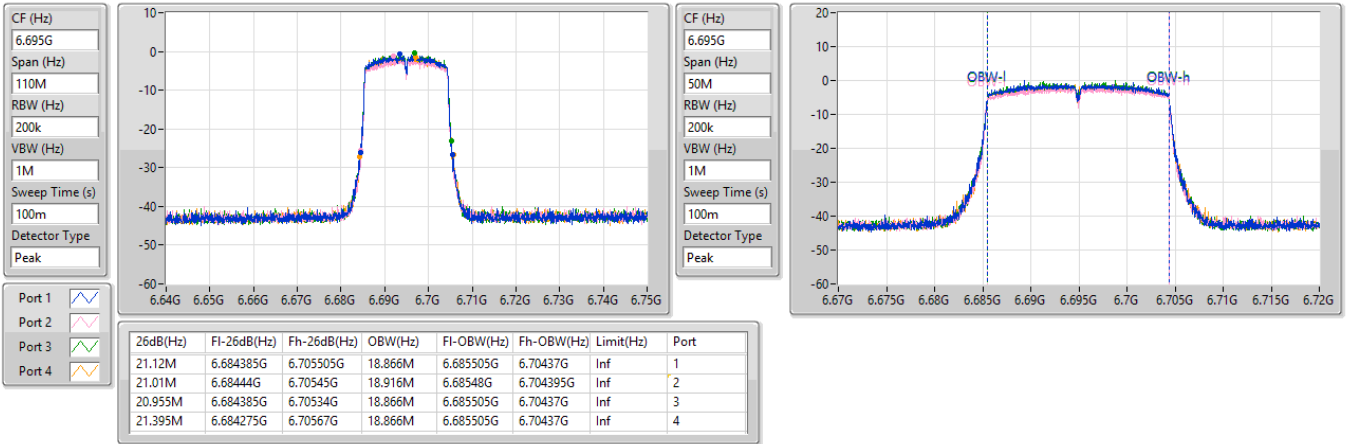 CF (Hz)
6.695G
Span (Hz)
110M
RBW (Hz)
200k
VBW (Hz)
1M
Sweep Time (s)
100m
Detector Type
Peak
10
0
-10
-20
-30
-40
-50
-60
6.64G 6.65G 6.66G 6.67G 6.68G 6.69G 6.7G 6.71G 6.72G 6.73G 6.74G 6.75G
CF (Hz)
6.695G
Span (Hz)
50M
RBW (Hz)
200k
VBW (Hz)
1M
Sweep Time (s)
100m
Detector Type
Peak
20
10
0
-10
-20
-30
-40
-50
-60
OBW-l OBW-h
6.67G 6.675G 6.68G 6.685G 6.69G 6.695G 6.7G 6.705G 6.71G 6.715G 6.72G
Port 1
Port 2
Port 3
Port 4
26dB(Hz) Fl-26dB(Hz) Fh-26dB(Hz) OBW(Hz) Fl-OBW(Hz) Fh-OBW(Hz) Limit(Hz) Port
21.12M 6.684385G 6.705505G 18.866M 6.685505G 6.70437G Inf 1
21.01M 6.68444G 6.70545G 18.916M 6.68548G 6.704395G Inf 2
20.955M 6.684385G 6.70534G 18.866M 6.685505G 6.70437G Inf 3
21.395M 6.684275G 6.70567G 18.866M 6.685505G 6.70437G Inf 4